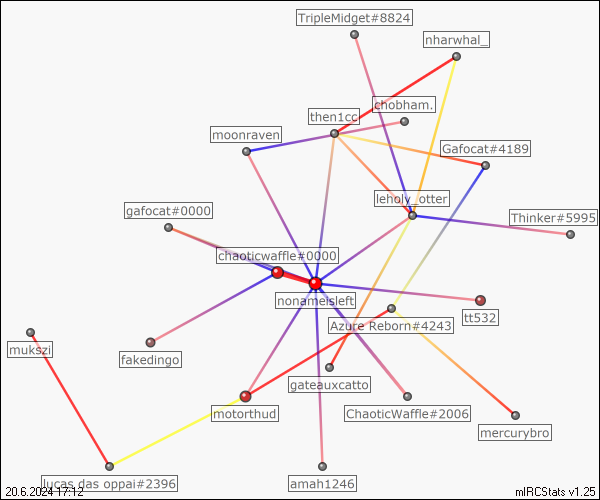 TripleMidget#8824
nharwhal_
chobham.
then1cc
moonraven
Gafocat#4189
leholy_otter
gafocat#0000
Thinker#5995
chaoticwaffle#0000
nonameisleft
tt532
Azure Reborn#4243
mukszi
fakedingo
gateauxcatto
motorthud
ChaoticWaffle#2006
mercurybro
lucas das oppai#2396
amah1246
20.6.2024 17:12
mIRCStats v1.25